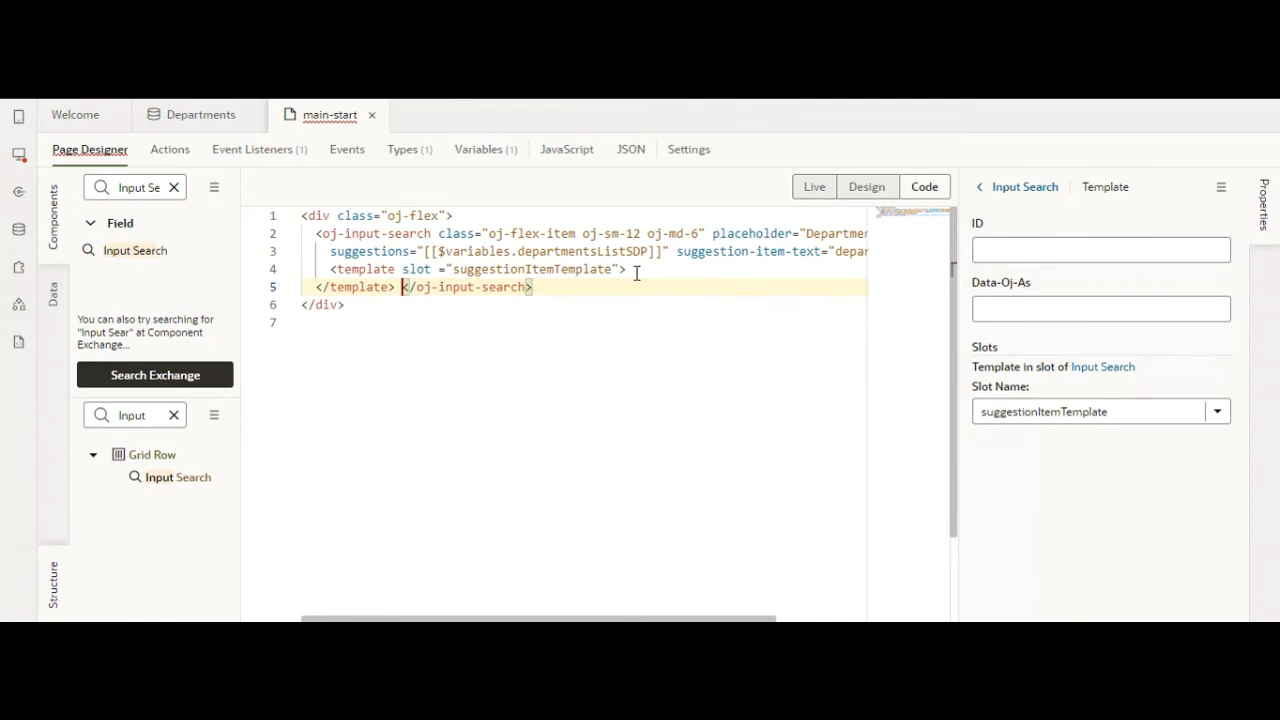 Welcome
Departments
main-start
Page Designer
Actions
Event Listeners (1)
Events
Types (1)
Variables (1)
JavaScript
JSON
Settings
Components
Data
Structure
Input Se
Field
Input Search
You can also try searching for
"Input Sear" at Component
Exchange...
Search Exchange
Input
Grid Row
Input Search
Live
Design
Code
1 <div class="oj-flex">
2 <oj-input-search class="oj-flex-item oj-sm-12 oj-md-6" placeholder="Departmen
3 suggestions="[[$variables.departmentsListSDP]]" suggestion-item-text="depar
4 <template slot ="suggestionItemTemplate">
5 </template> </oj-input-search>
6 </div>
7
Input Search
Template
ID
Data-Oj-As
Slots
Template in slot of Input Search
Slot Name:
suggestionItemTemplate
Properties